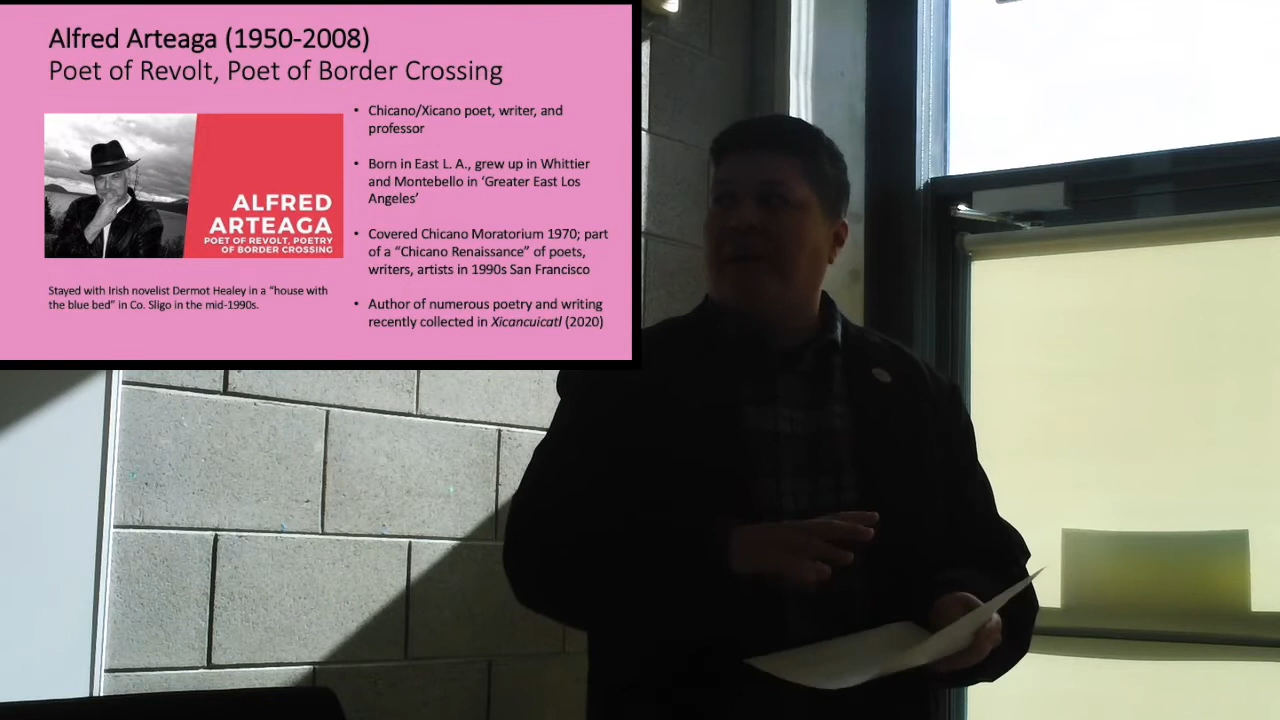 Alfred Arteaga (1950-2008)
Poet of Revolt, Poet of Border Crossing
ALFRED
ARTEAGA
POET OF REVOLT, POETRY
OF BORDER CROSSING
Stayed with Irish novelist Dermot Healey in a “house with
the blue bed” in Co. Sligo in the mid-1990s.
• Chicano/Xicano poet, writer, and
professor
• Born in East L. A., grew up in Whittier
and Montebello in ‘Greater East Los
Angeles’
• Covered Chicano Moratorium 1970; part
of a “Chicano Renaissance” of poets,
writers, artists in 1990s San Francisco
• Author of numerous poetry and writing
recently collected in Xicancuicatl (2020)